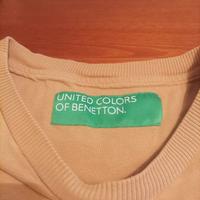 UNITED COLORS
OF BENETTON.